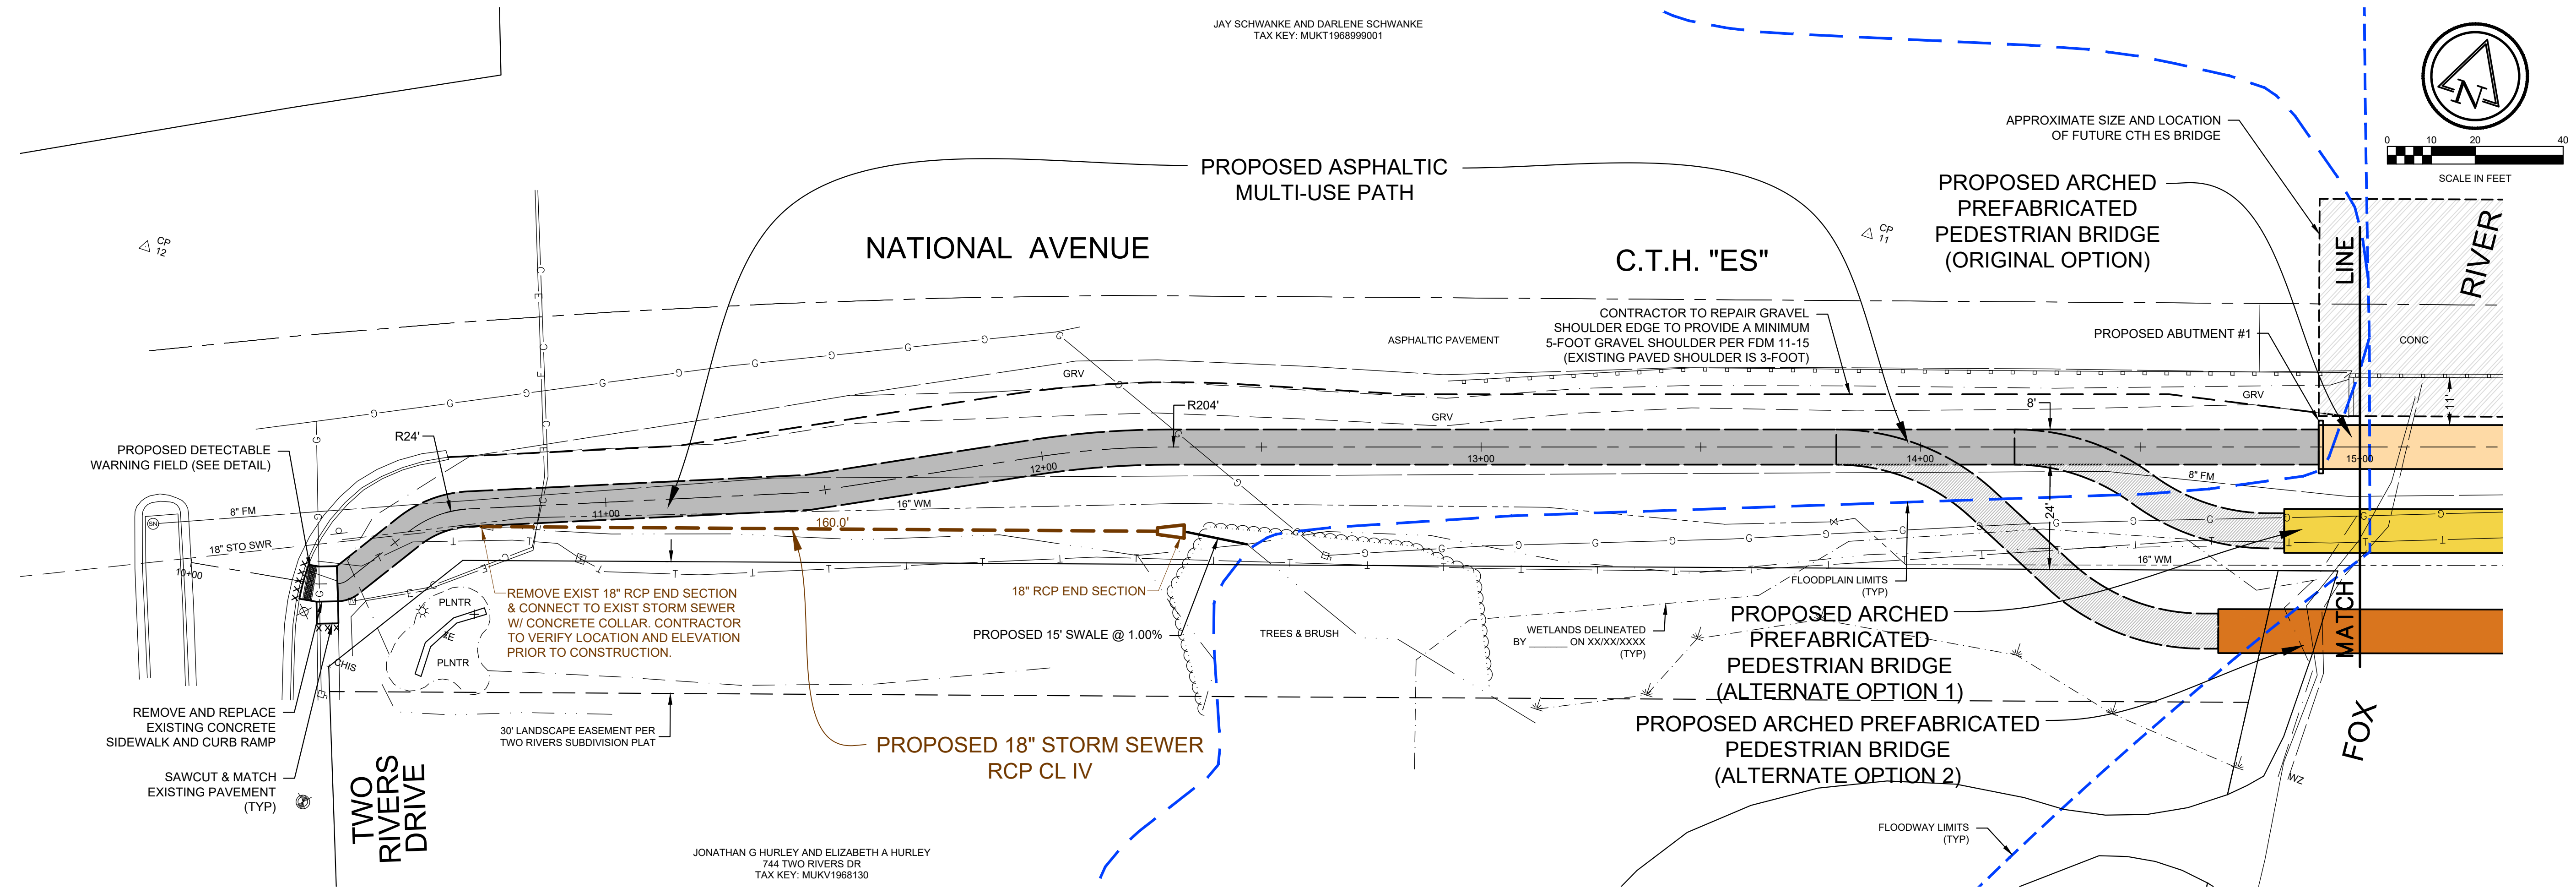 JAY SCHWANKE AND DARLENE SCHWANKE
TAX KEY: MUKT1968999001
N
0 10 20 40
SCALE IN FEET
APPROXIMATE SIZE AND LOCATION
OF FUTURE CTH ES BRIDGE
PROPOSED ASPHALTIC
MULTI-USE PATH
PROPOSED ARCHED
PREFABRICATED
PEDESTRIAN BRIDGE
(ORIGINAL OPTION)
CP
12
NATIONAL AVENUE
CP
11
C.T.H. "ES"
MATCH LINE
FOX RIVER
CONTRACTOR TO REPAIR GRAVEL
SHOULDER EDGE TO PROVIDE A MINIMUM
5-FOOT GRAVEL SHOULDER PER FDM 11-15
(EXISTING PAVED SHOULDER IS 3-FOOT)
ASPHALTIC PAVEMENT
PROPOSED ABUTMENT #1
CONC
GRV
GRV
GRV
R204'
R24'
8'
11'
24'
PROPOSED DETECTABLE
WARNING FIELD (SEE DETAIL)
10+00
11+00
12+00
13+00
14+00
15+00
SN
8" FM
18" STO SWR
16" WM
160.0'
8" FM
16" WM
REMOVE EXIST 18" RCP END SECTION
& CONNECT TO EXIST STORM SEWER
W/ CONCRETE COLLAR. CONTRACTOR
TO VERIFY LOCATION AND ELEVATION
PRIOR TO CONSTRUCTION.
18" RCP END SECTION
PROPOSED 15' SWALE @ 1.00%
TREES & BRUSH
FLOODPLAIN LIMITS
(TYP)
WETLANDS DELINEATED
BY ______ ON XX/XX/XXXX
(TYP)
PROPOSED ARCHED
PREFABRICATED
PEDESTRIAN BRIDGE
(ALTERNATE OPTION 1)
PROPOSED ARCHED PREFABRICATED
PEDESTRIAN BRIDGE
(ALTERNATE OPTION 2)
PLNTR
PLNTR
CHIS
REMOVE AND REPLACE
EXISTING CONCRETE
SIDEWALK AND CURB RAMP
SAWCUT & MATCH
EXISTING PAVEMENT
(TYP)
30' LANDSCAPE EASEMENT PER
TWO RIVERS SUBDIVISION PLAT
PROPOSED 18" STORM SEWER
RCP CL IV
TWO
RIVERS
DRIVE
WZ
FLOODWAY LIMITS
(TYP)
JONATHAN G HURLEY AND ELIZABETH A HURLEY
744 TWO RIVERS DR
TAX KEY: MUKV1968130